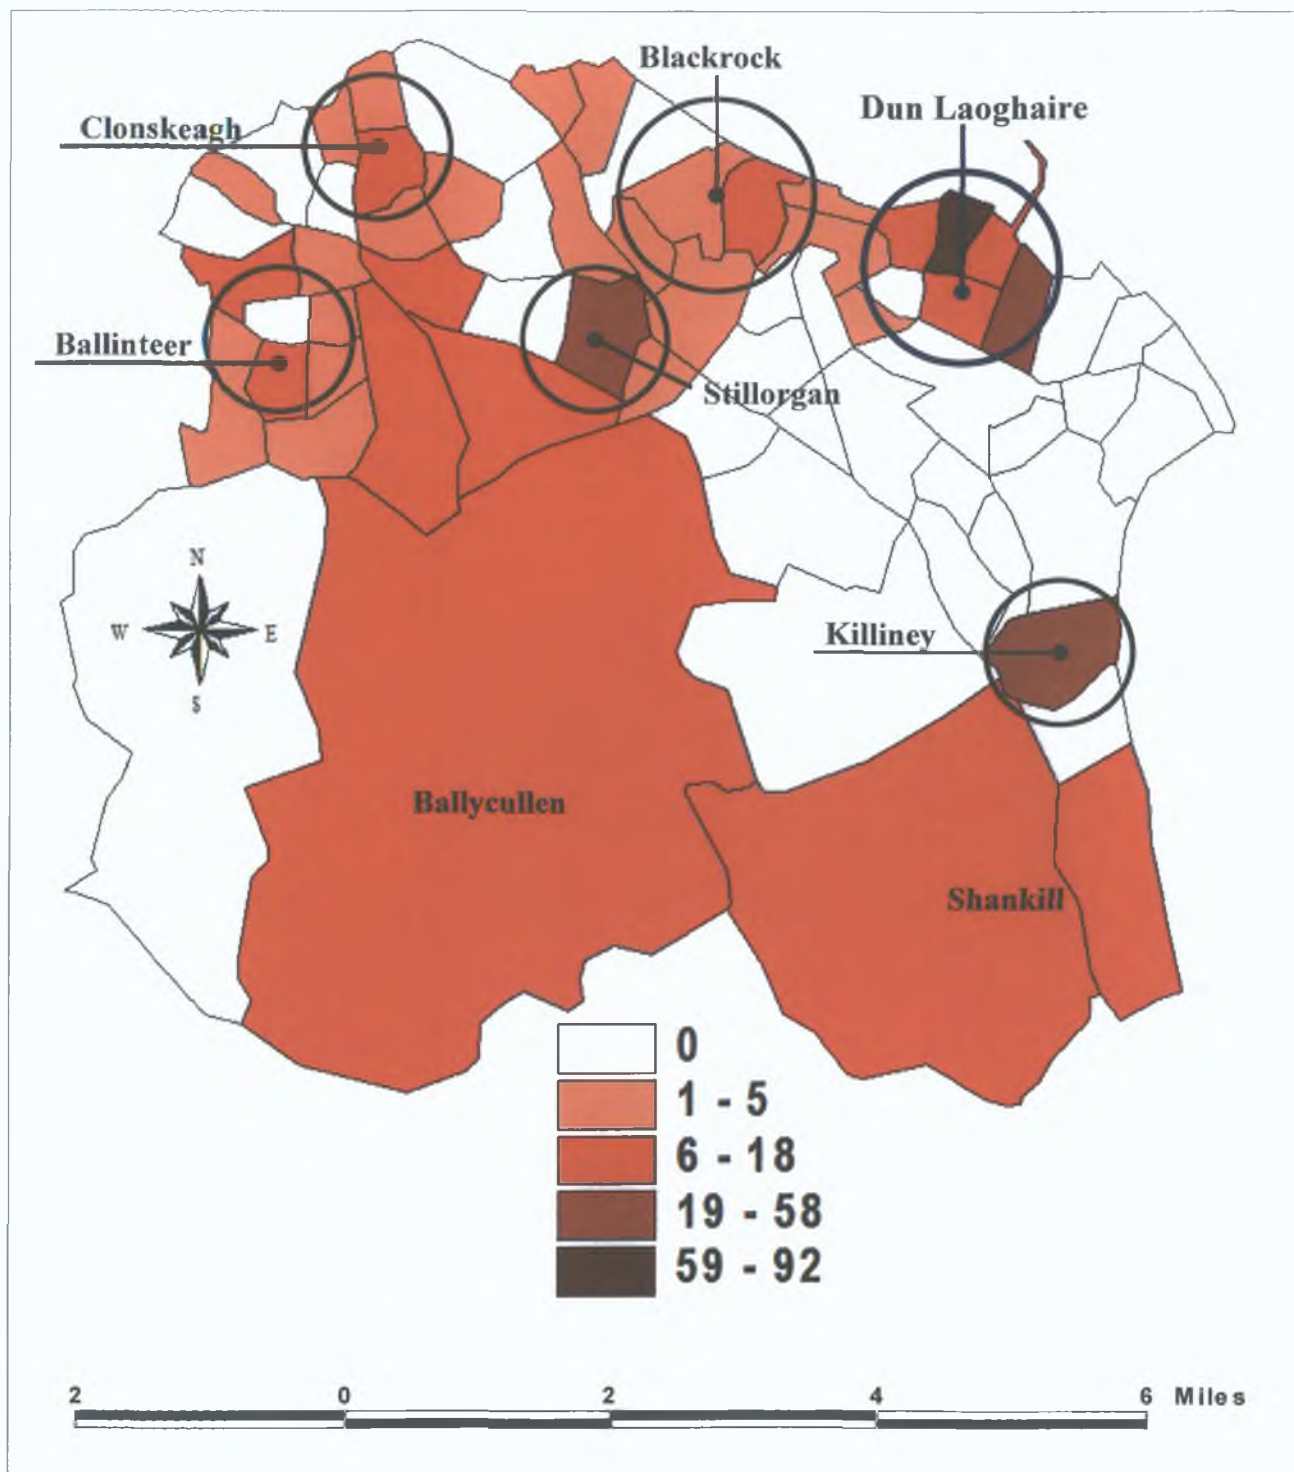 Blackrock
Dun Laoghaire
Clonskeagh
Ballinteer
Stillorgan
N
W E
S
Killiney
Ballycullen
Shankill
0
1 - 5
6 - 18
19 - 58
59 - 92
2 0 2 4 6 Miles